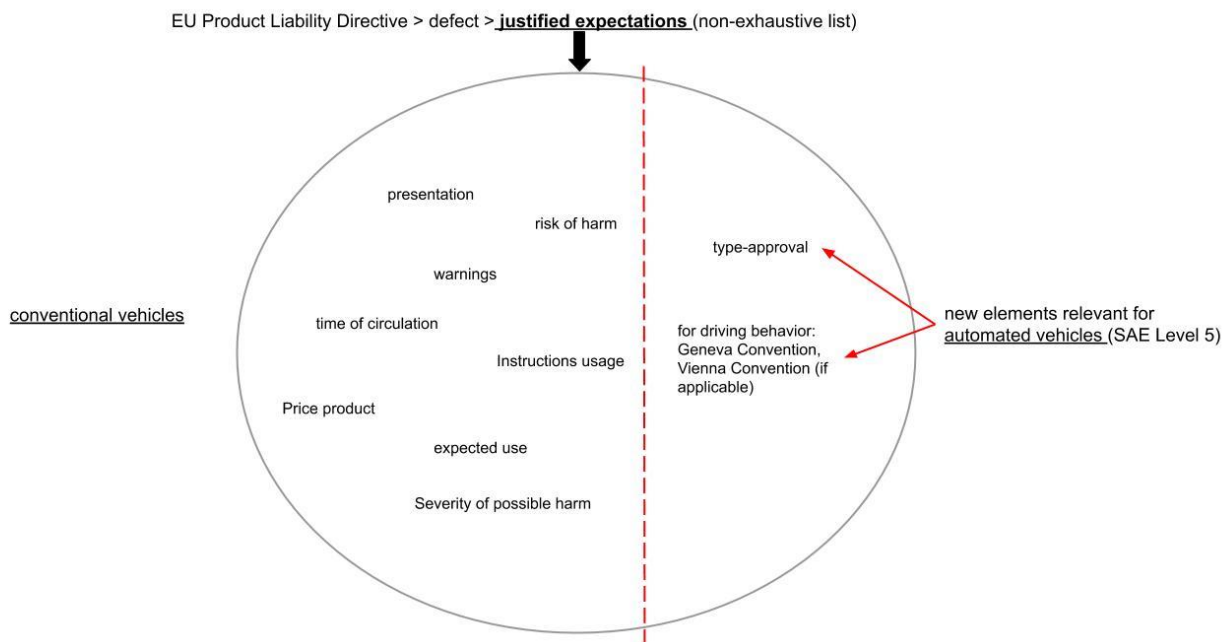 EU Product Liability Directive > defect > justified expectations (non-exhaustive list)
presentation
risk of harm
type-approval
warnings
conventional vehicles
time of circulation
new elements relevant for
automated vehicles (SAE Level 5)
for driving behavior:
Geneva Convention,
Vienna Convention (if
applicable)
Instructions usage
Price product
expected use
Severity of possible harm